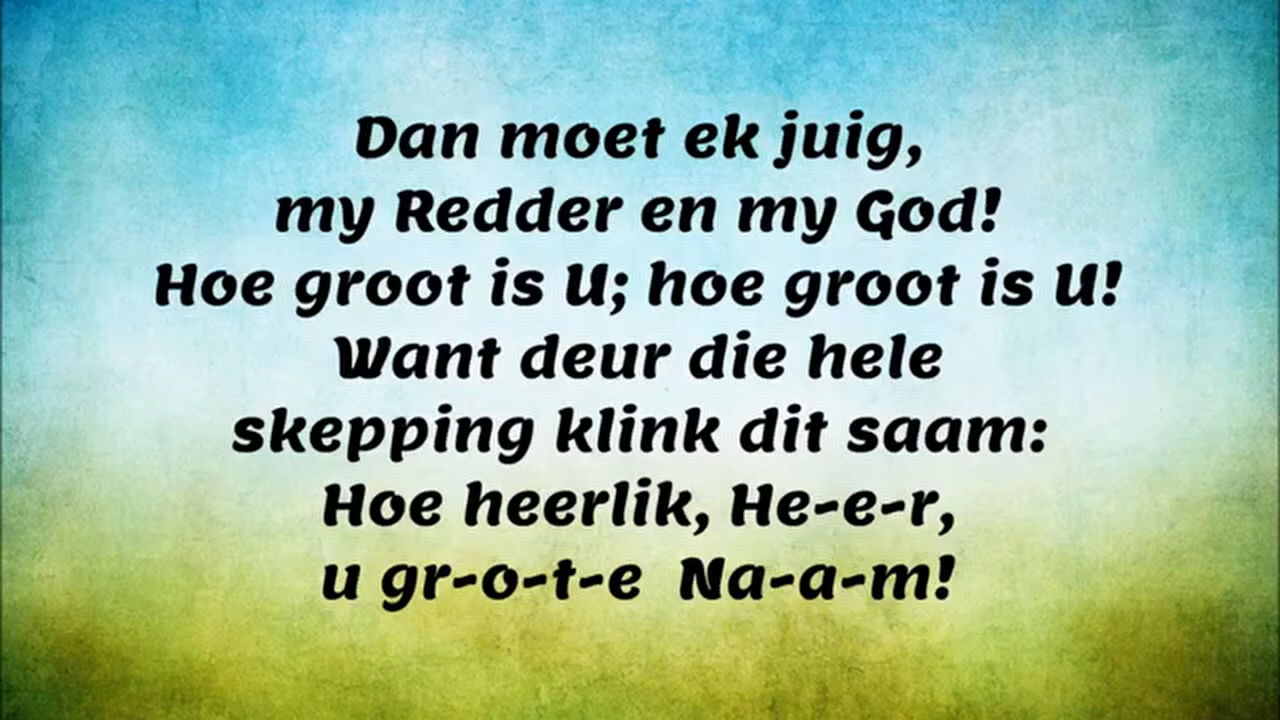 Dan moet ek juig,
my Redder en my God!
Hoe groot is U; hoe groot is U!
Want deur die hele
skepping klink dit saam:
Hoe heerlik, He-e-r,
u gr-o-t-e  Na-a-m!